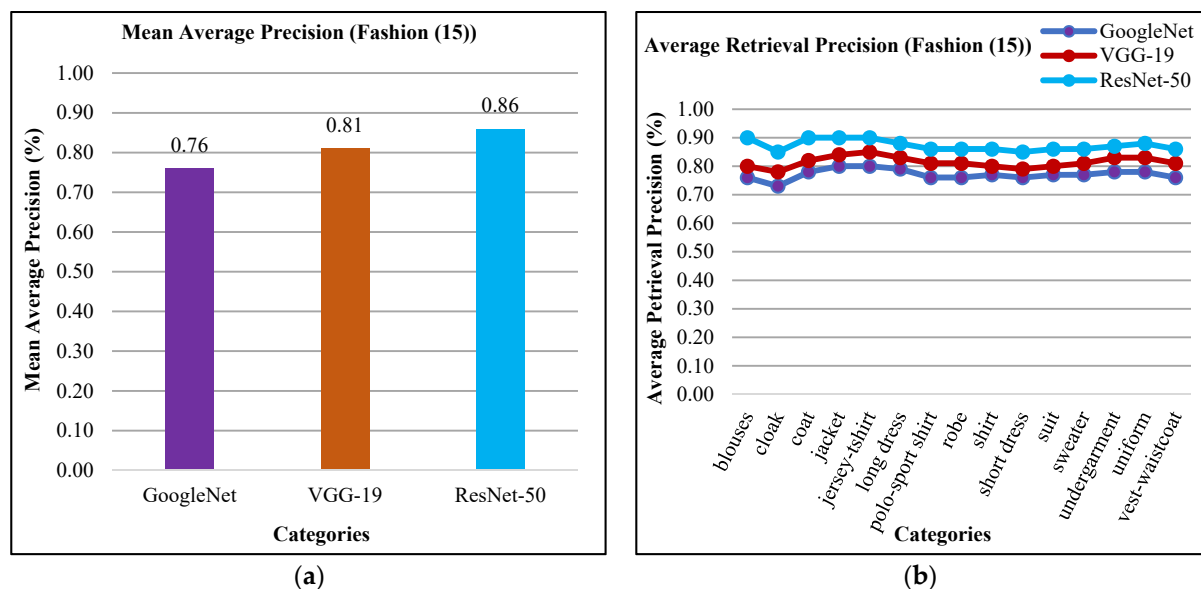 Mean Average Precision (Fashion (15))
Mean Average Precision (%)
1.00
0.90
0.80
0.70
0.60
0.50
0.40
0.30
0.20
0.10
0.00
0.76
0.81
0.86
GoogleNet
VGG-19
ResNet-50
Categories
(a)
Average Retrieval Precision (Fashion (15))
GoogleNet
VGG-19
ResNet-50
Average Petrieval Precision (%)
1.00
0.90
0.80
0.70
0.60
0.50
0.40
0.30
0.20
0.10
0.00
blouses
cloak
coat
jacket
jersey-tshirt
long dress
polo-sport shirt
robe
shirt
short dress
suit
sweater
undergarment
uniform
vest-waistcoat
Categories
(b)